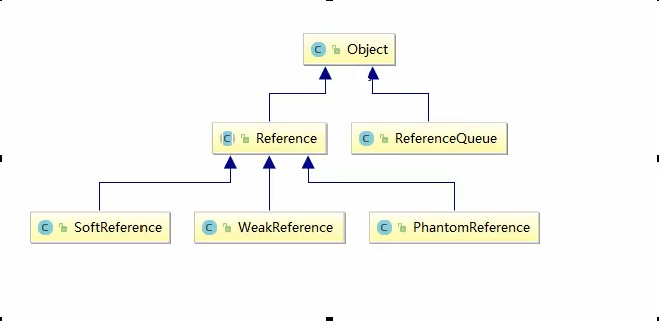 C Object
C Reference
C ReferenceQueue
C SoftReference
C WeakReference
C PhantomReference